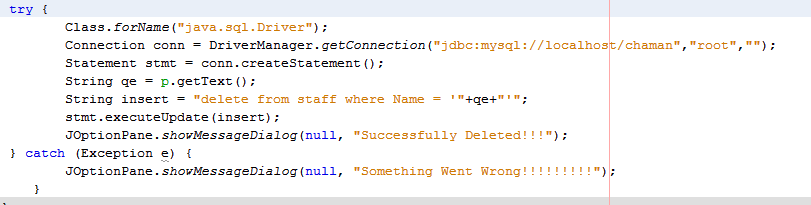 try {
Class.forName("java.sql.Driver");
Connection conn = DriverManager.getConnection("jdbc:mysql://localhost/chaman","root","");
Statement stmt = conn.createStatement();
String qe = p.getText();
String insert = "delete from staff where Name = '"+qe+"'";
stmt.executeUpdate(insert);
JOptionPane.showMessageDialog(null, "Successfully Deleted!!!");
} catch (Exception e) {
JOptionPane.showMessageDialog(null, "Something Went Wrong!!!!!!!!!");
}